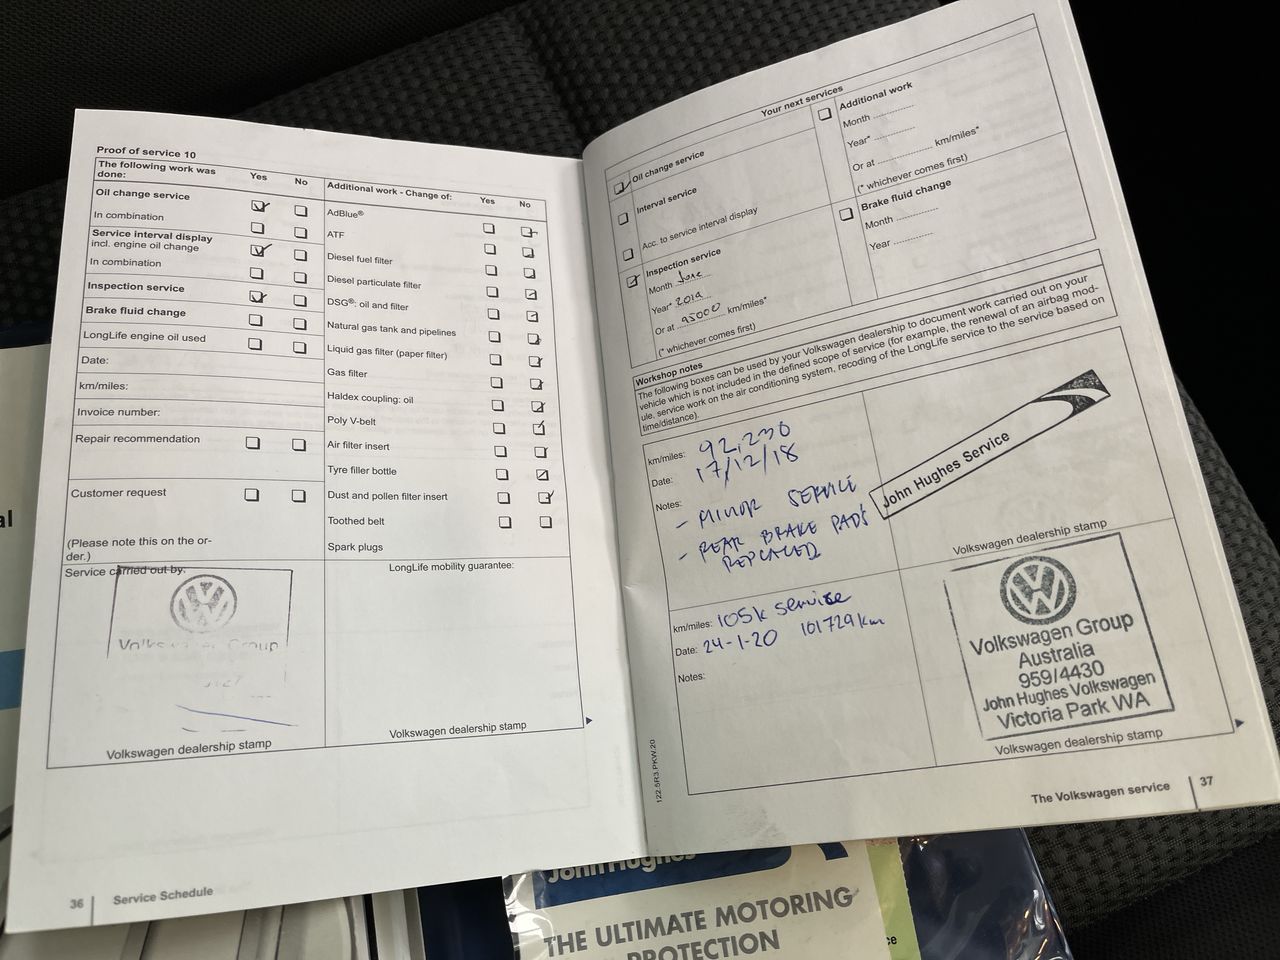 Proof of service 10
The following work was done:
Yes No
Oil change service
In combination
Service interval display
incl. engine oil change
In combination
Inspection service
Brake fluid change
LongLife engine oil used
Date:
km/miles:
Invoice number:
Repair recommendation
Customer request
(Please note this on the or-
der.)
Additional work - Change of: Yes No
AdBlue®
ATF
Diesel fuel filter
Diesel particulate filter
DSG®: oil and filter
Natural gas tank and pipelines
Liquid gas filter (paper filter)
Gas filter
Haldex coupling: oil
Poly V-belt
Air filter insert
Tyre filler bottle
Dust and pollen filter insert
Toothed belt
Spark plugs
Service carried out by:
Volkswagen Group
Volkswagen dealership stamp
LongLife mobility guarantee:
Volkswagen dealership stamp
36 Service Schedule
Your next services
Oil change service
Interval service
Acc. to service interval display
Inspection service
Month June
Year* 2019
Or at 95000 km/miles*
(* whichever comes first)
Additional work
Month
Year*
Or at km/miles*
(* whichever comes first)
Brake fluid change
Month
Year
Workshop notes
The following boxes can be used by your Volkswagen dealership to document work carried out on your
vehicle which is not included in the defined scope of service (for example, the renewal of an airbag mod-
ule, service work on the air conditioning system, recoding of the LongLife service to the service based on
time/distance).
km/miles: 92,230
Date: 17/12/18
Notes:
- MINOR SERVICE
- REAR BRAKE PADS
REPLACED
John Hughes Service
Volkswagen dealership stamp
km/miles: 105k service
Date: 24-1-20 101729km
Notes:
Volkswagen Group
Australia
959/4430
John Hughes Volkswagen
Victoria Park WA
Volkswagen dealership stamp
122.5R3.PKW.20
The Volkswagen service 37
John Hughes
THE ULTIMATE MOTORING
PROTECTION